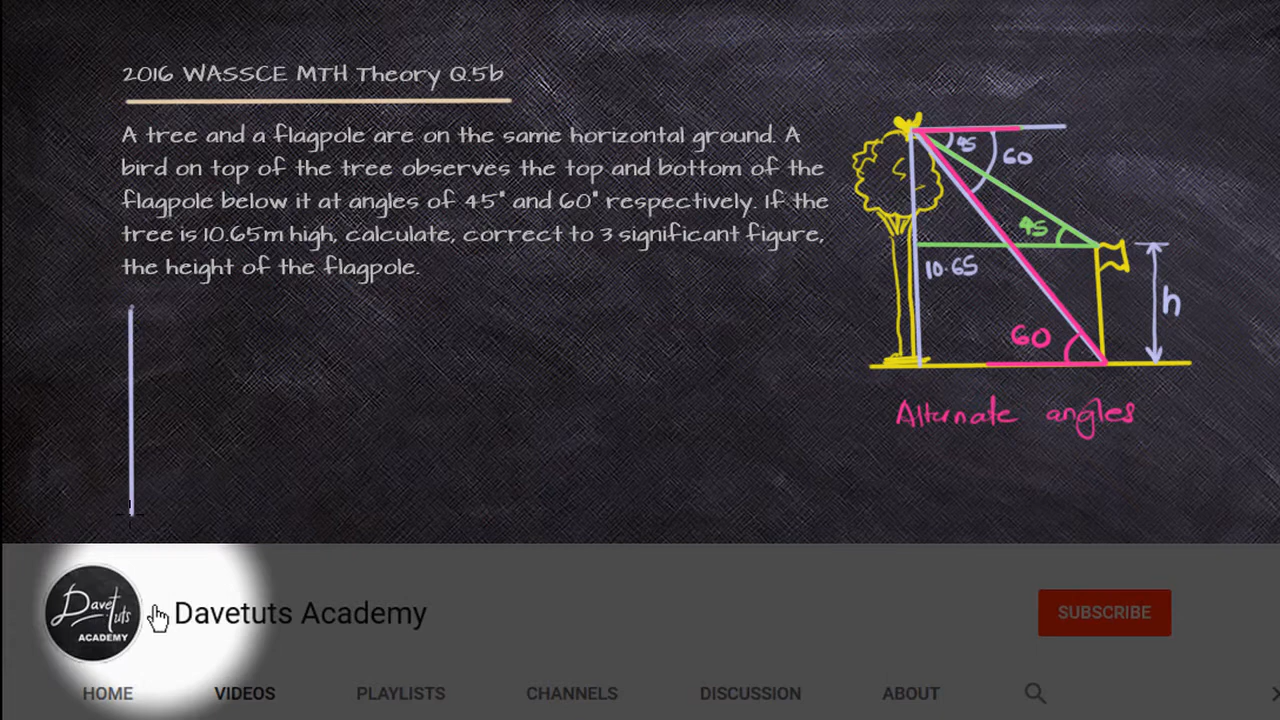 2016 WASSCE MTH Theory Q.5b
A tree and a flagpole are on the same horizontal ground. A
bird on top of the tree observes the top and bottom of the
flagpole below it at angles of 45° and 60° respectively. If the
tree is 10.65m high, calculate, correct to 3 significant figure,
the height of the flagpole.
45
60
45
10.65
h
60
Alternate angles
Davetuts ACADEMY
Davetuts Academy
SUBSCRIBE
HOME VIDEOS PLAYLISTS CHANNELS DISCUSSION ABOUT